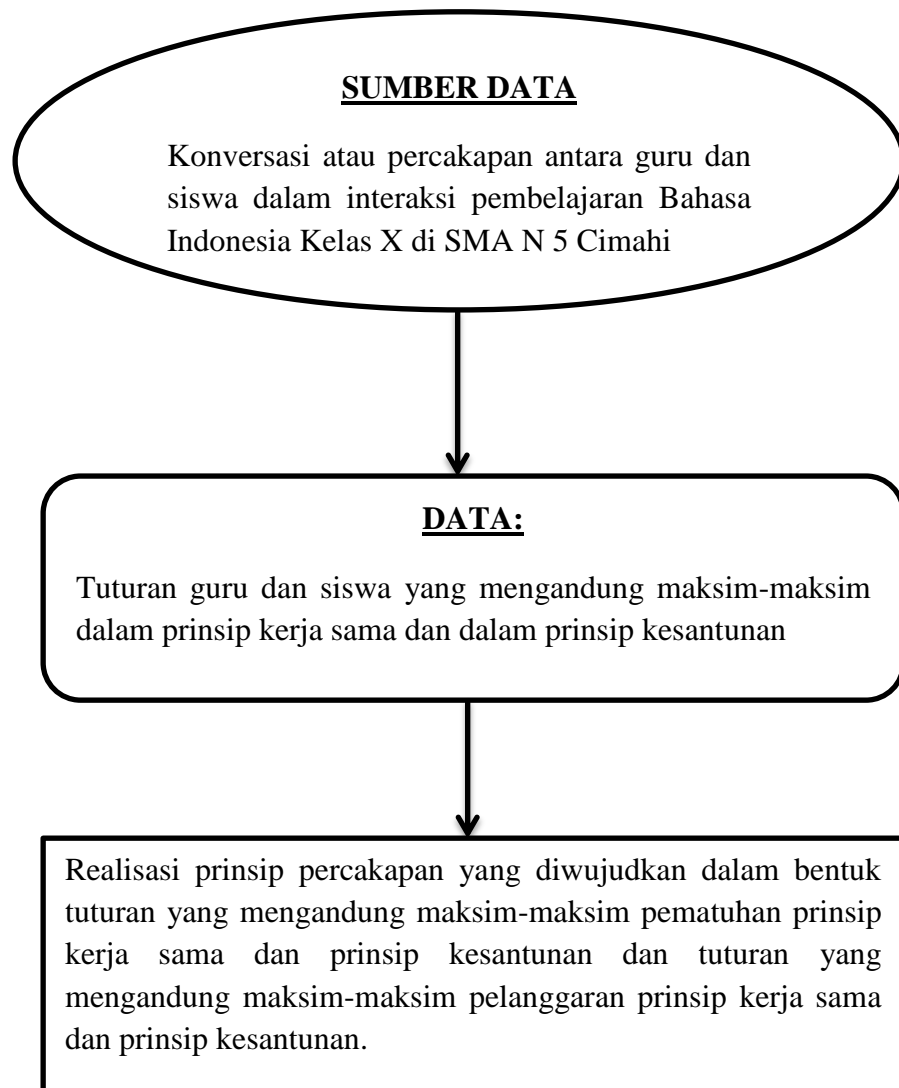 SUMBER DATA
Konversasi atau percakapan antara guru dan
siswa dalam interaksi pembelajaran Bahasa
Indonesia Kelas X di SMA N 5 Cimahi
DATA:
Tuturan guru dan siswa yang mengandung maksim-maksim
dalam prinsip kerja sama dan dalam prinsip kesantunan
Realisasi prinsip percakapan yang diwujudkan dalam bentuk
tuturan yang mengandung maksim-maksim pematuhan prinsip
kerja sama dan prinsip kesantunan dan tuturan yang
mengandung maksim-maksim pelanggaran prinsip kerja sama
dan prinsip kesantunan.